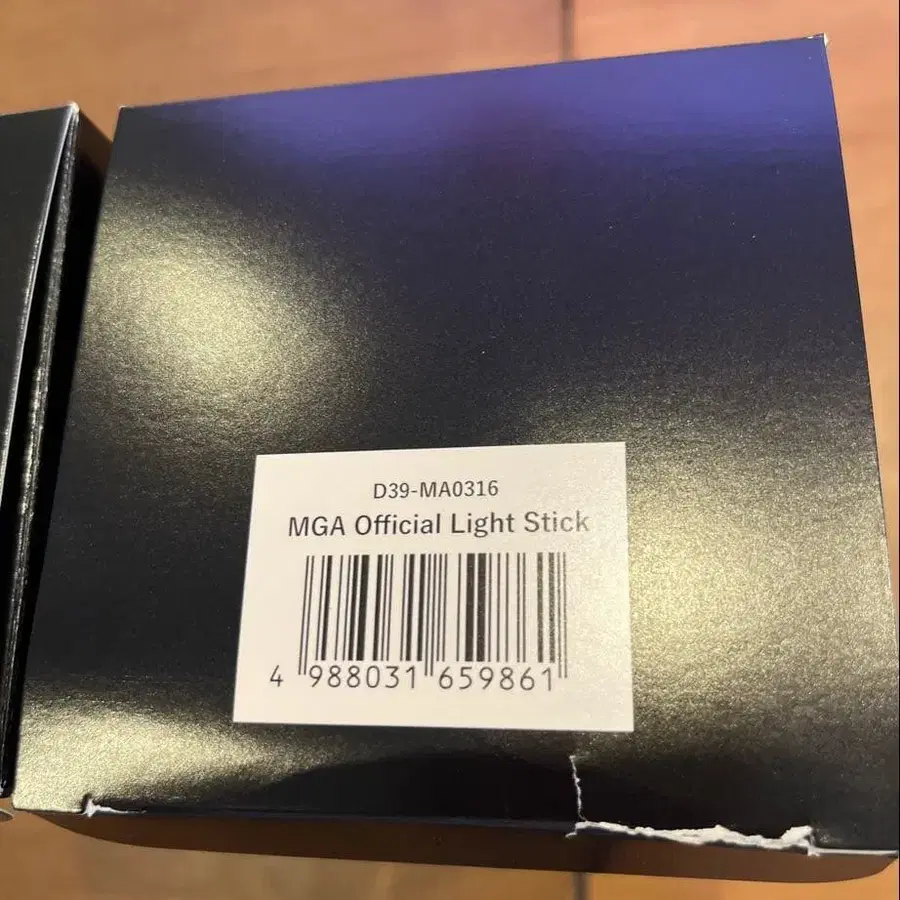 D39-MA0316
MGA Official Light Stick
4 988031 659861